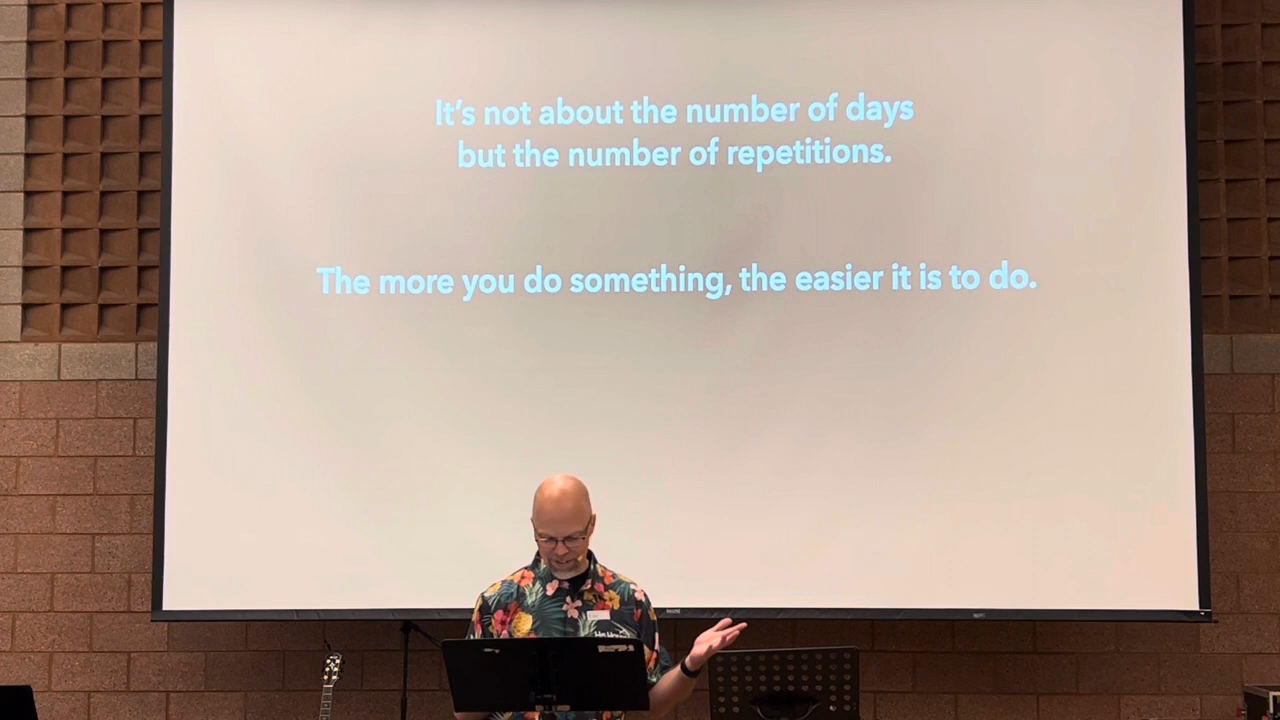 It's not about the number of days
but the number of repetitions.
The more you do something, the easier it is to do.